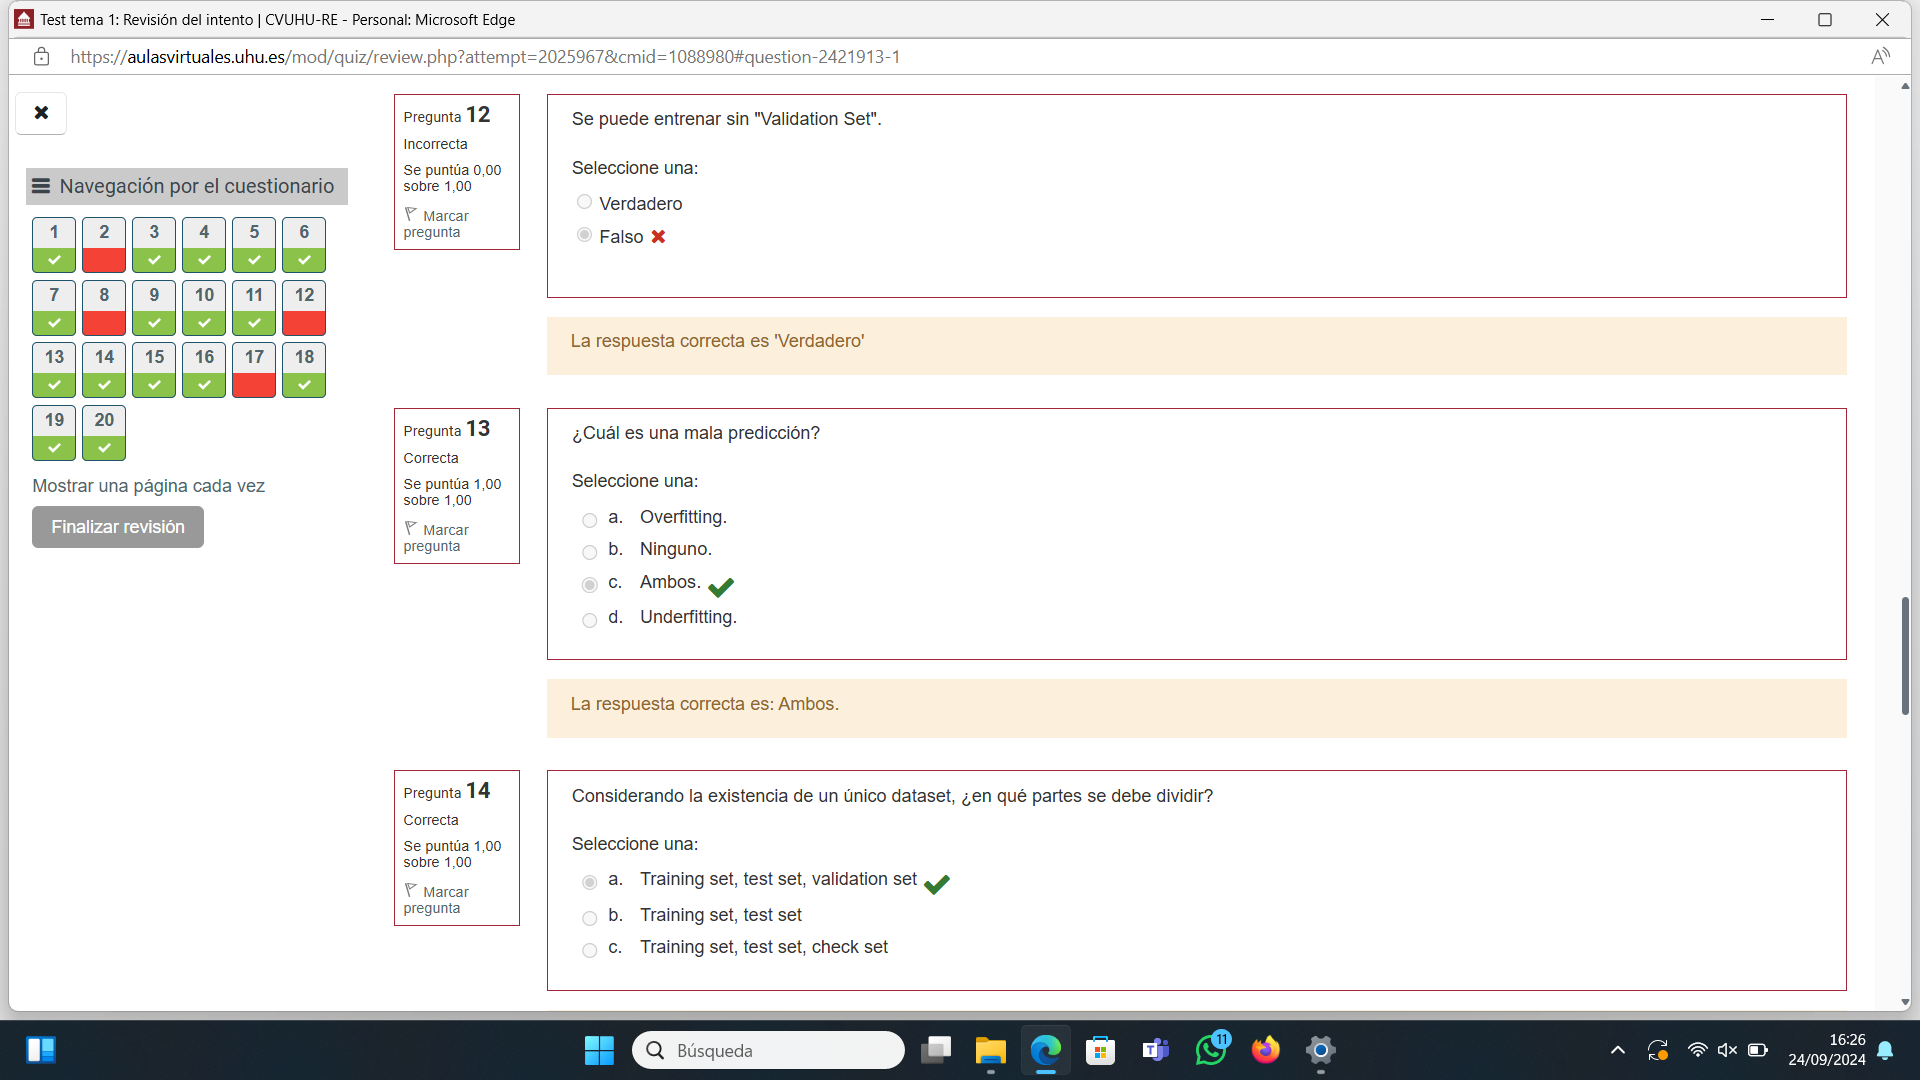 Test tema 1: Revisión del intento | CVUHU-RE - Personal: Microsoft Edge
https://aulasvirtuales.uhu.es/mod/quiz/review.php?attempt=2025967&cmid=1088980#question-2421913-1
Navegación por el cuestionario
1 2 3 4 5 6
7 8 9 10 11 12
13 14 15 16 17 18
19 20
Mostrar una página cada vez
Finalizar revisión
Pregunta 12
Incorrecta
Se puntúa 0,00
sobre 1,00
Marcar
pregunta
Se puede entrenar sin "Validation Set".
Seleccione una:
Verdadero
Falso
La respuesta correcta es 'Verdadero'
Pregunta 13
Correcta
Se puntúa 1,00
sobre 1,00
Marcar
pregunta
¿Cuál es una mala predicción?
Seleccione una:
a. Overfitting.
b. Ninguno.
c. Ambos.
d. Underfitting.
La respuesta correcta es: Ambos.
Pregunta 14
Correcta
Se puntúa 1,00
sobre 1,00
Marcar
pregunta
Considerando la existencia de un único dataset, ¿en qué partes se debe dividir?
Seleccione una:
a. Training set, test set, validation set
b. Training set, test set
c. Training set, test set, check set
Búsqueda
11
16:26
24/09/2024